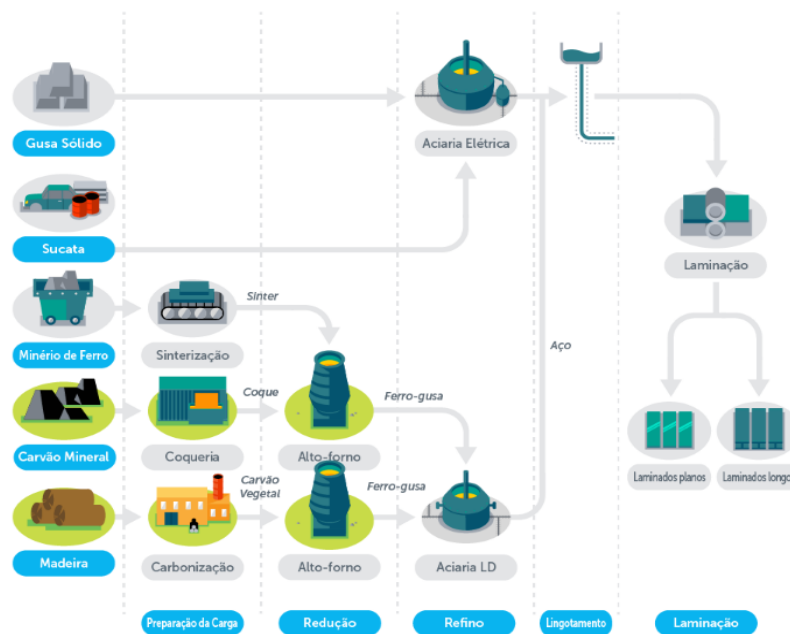 Gusa Sólido
Aciaria Elétrica
Sucata
Laminação
Minério de Ferro
Sinterização
Sinter
Aço
Carvão Mineral
Coqueria
Coque
Alto-forno
Ferro-gusa
Laminados planos
Laminados longo
Madeira
Carbonização
Carvão
Vegetal
Alto-forno
Ferro-gusa
Aciaria LD
Preparação da Carga
Redução
Refino
Lingotamento
Laminação